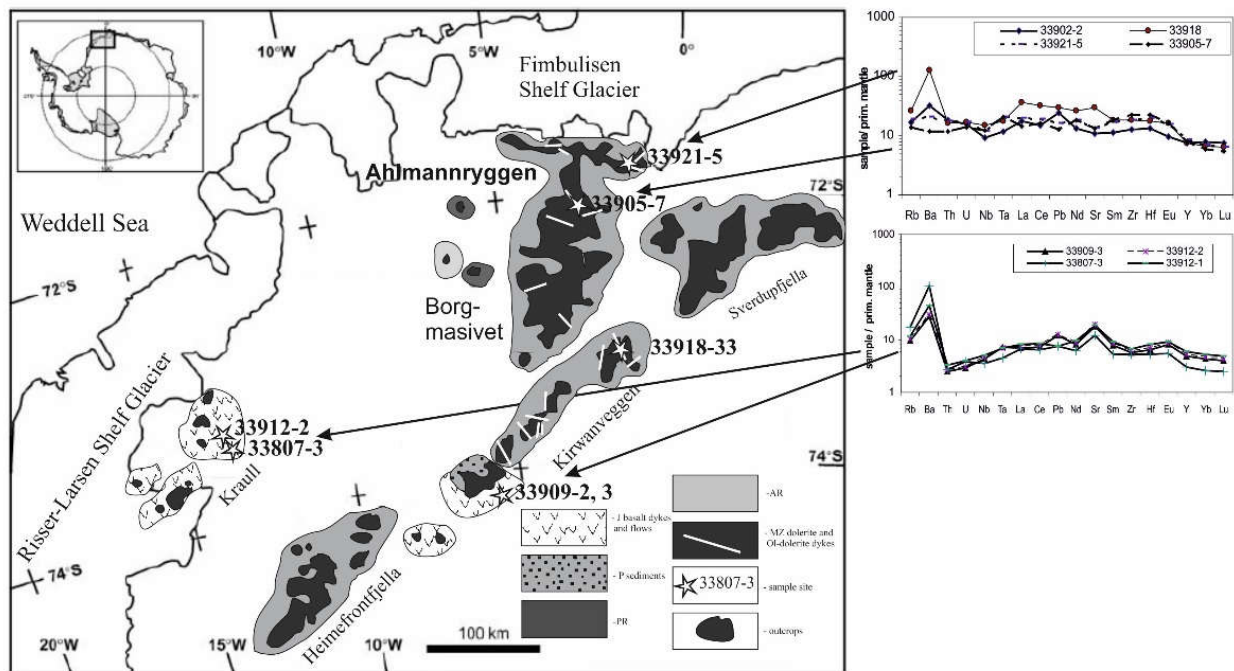 10°W
5°W
0°
Fimbulisen
Shelf Glacier
33921-5
Ahlmannryggen
72°S
33905-7
Weddell Sea
72°S
Borg-
masivet
Sverdupfjella
33918-33
Risser-Larsen Shelf Glacier
33912-2
33807-3
Kraull
Kirwanveggen
74°S
33909-2, 3
74°S
Heimefrontfjella
20°W
15°W
10°W
100 km
- J basalt dykes
and flows
- P sediments
- PR
-AR
- MZ dolerite and
Ol-dolerite dykes
33807-3
- sample site
- outcrops
1000
100
10
1
sample/ prim. mantle
33902-2
33918
33921-5
33905-7
Rb Ba Th U Nb Ta La Ce Pb Nd Sr Sm Zr Hf Eu Y Yb Lu
1000
100
10
1
sample / prim. mantle
33909-3
33912-2
33807-3
33912-1
Rb Ba Th U Nb Ta La Ce Pb Nd Sr Sm Zr Hf Eu Y Yb Lu